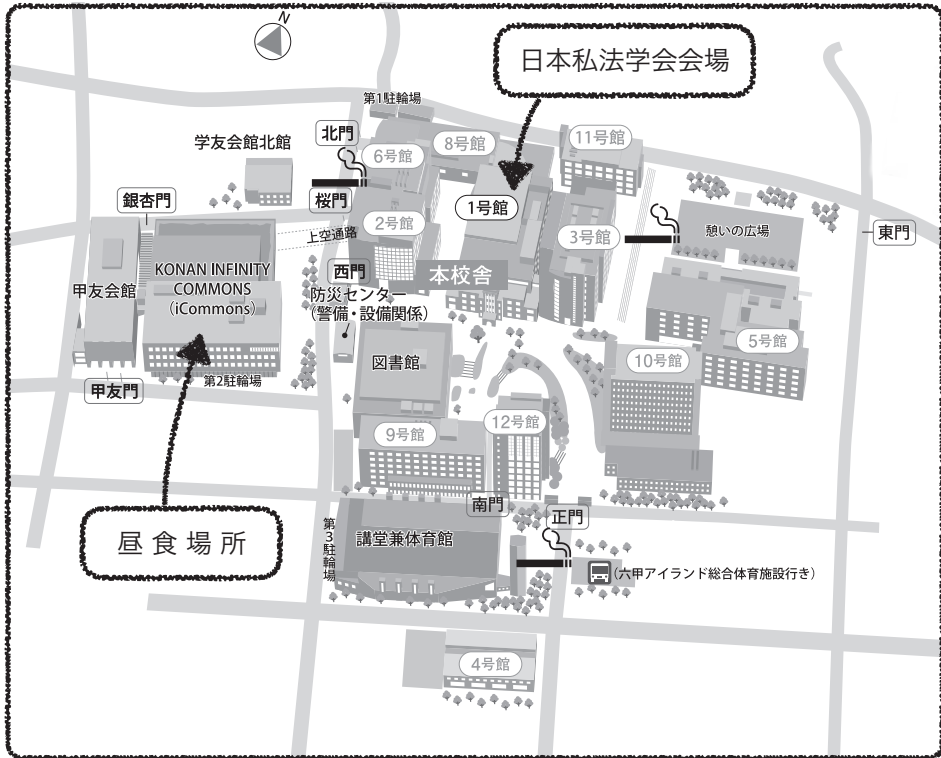 N
日本私法学会会場
第1駐輪場
北門
学友会館北館
6号館
8号館
11号館
桜門
銀杏門
1号館
2号館
上空通路
3号館
憩いの広場
東門
甲友会館
KONAN INFINITY
COMMONS
（iCommons）
西門
本校舎
防災センター
（警備・設備関係）
図書館
10号館
5号館
甲友門
第2駐輪場
9号館
12号館
南門
正門
昼食場所
第3駐輪場
講堂兼体育館
（六甲アイランド総合体育施設行き）
4号館